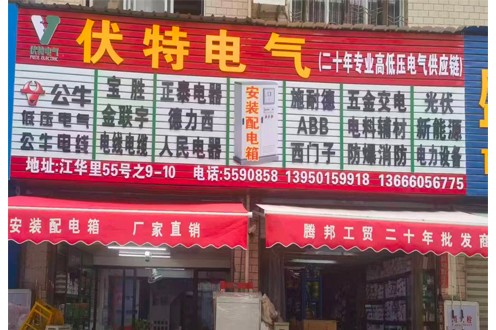 伏特电气
(二十年专业高低压电气供应链)
伏特电气
公牛
低压电气
公牛电线
宝胜
金联宇
电线电缆
正泰电器
德力西
人民电器
安装配电箱
施耐德
ABB
西门子
五金交电
电料辅材
防爆消防
光伏
新能源
电力设备
地址:江华里55号之9-10
电话:5590858
13950159918
13666056775
安装配电箱
厂家直销
腾邦工贸二十年批发商